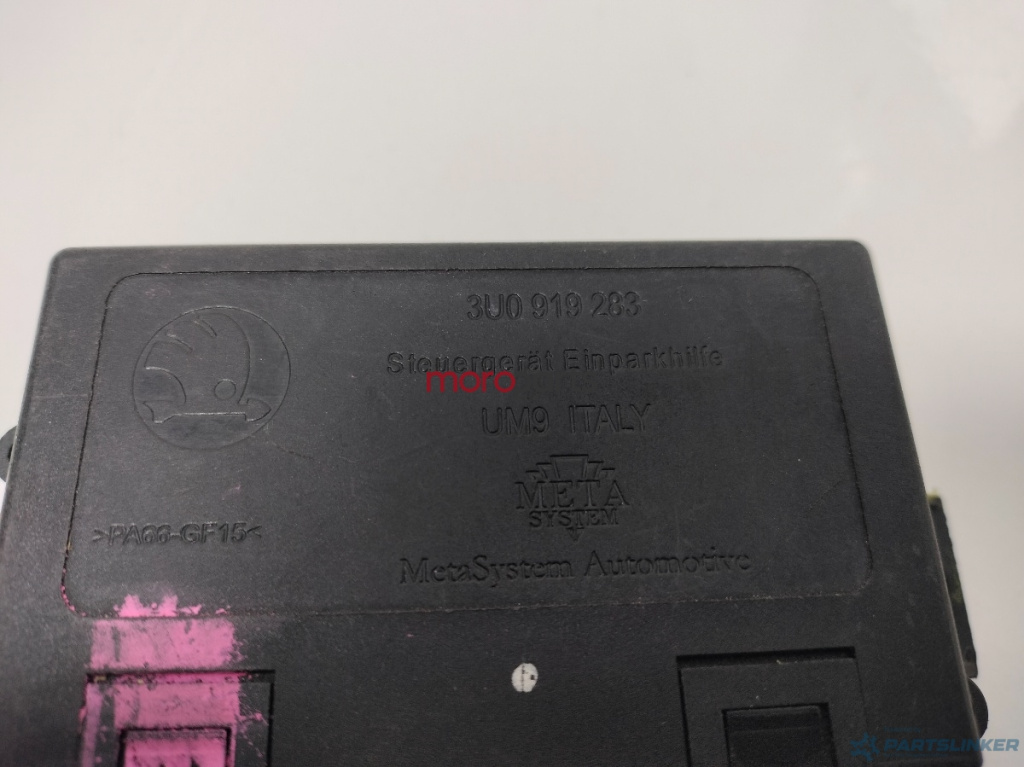 3U0 919 283
Steuergerät Einparkhilfe
moro
UM9 ITALY
META
SYSTEM
>PA66-GF15<
MetaSystem Automotive
PARTSLINKER